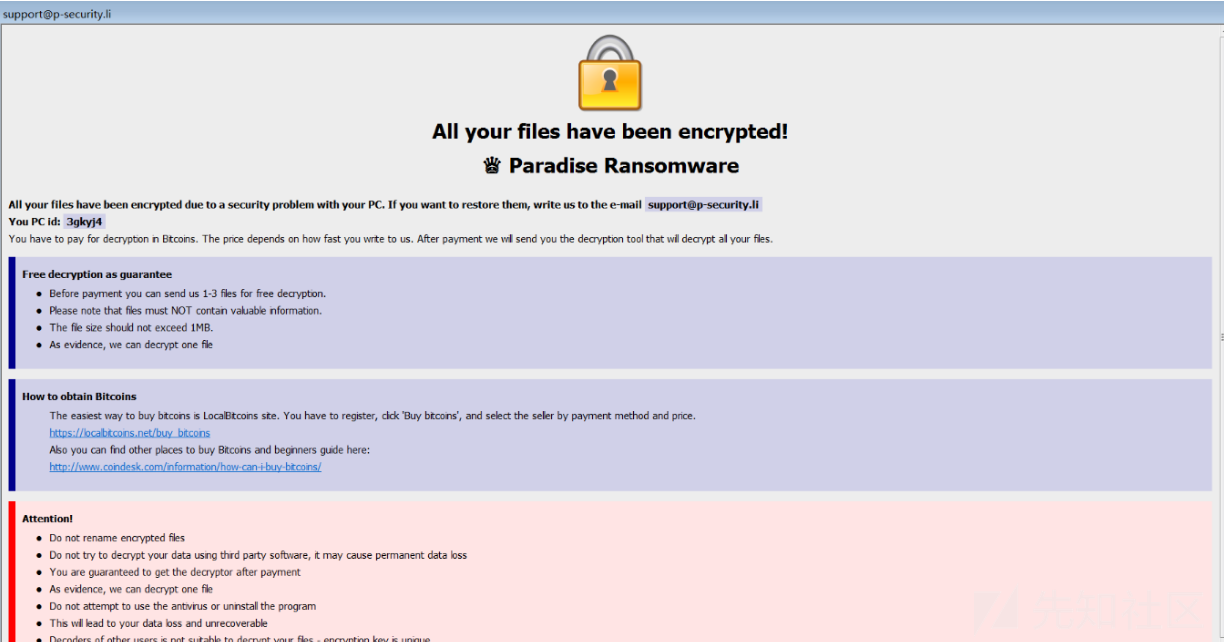 support@p-security.li
All your files have been encrypted!
♛ Paradise Ransomware
All your files have been encrypted due to a security problem with your PC. If you want to restore them, write us to the e-mail support@p-security.li
You PC id: 3gkyj4
You have to pay for decryption in Bitcoins. The price depends on how fast you write to us. After payment we will send you the decryption tool that will decrypt all your files.
Free decryption as guarantee
● Before payment you can send us 1-3 files for free decryption.
● Please note that files must NOT contain valuable information.
● The file size should not exceed 1MB.
● As evidence, we can decrypt one file
How to obtain Bitcoins
The easiest way to buy bitcoins is LocalBitcoins site. You have to register, click 'Buy bitcoins', and select the seller by payment method and price.
https://localbitcoins.net/buy_bitcoins
Also you can find other places to buy Bitcoins and beginners guide here:
http://www.coindesk.com/information/how-can-i-buy-bitcoins/
Attention!
● Do not rename encrypted files
● Do not try to decrypt your data using third party software, it may cause permanent data loss
● You are guaranteed to get the decryptor after payment
● As evidence, we can decrypt one file
● Do not attempt to use the antivirus or uninstall the program
● This will lead to your data loss and unrecoverable
● Decoders of other users is not suitable to decrypt your files - encryption key is unique
先知社区